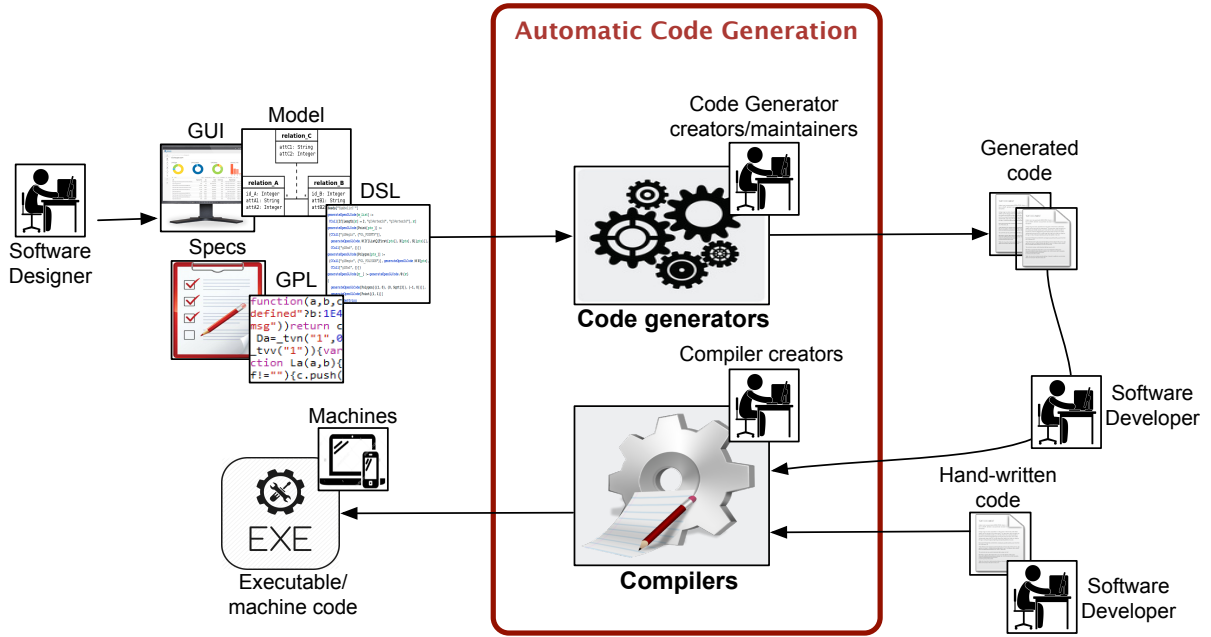 Automatic Code Generation
Code Generator
creators/maintainers
Model
GUI
relation_C
attC1: String
attC2: Integer
relation_A
id_A: Integer
attA1: String
attA2: Integer
relation_B
id_B: Integer
attB1: String
DSL
Software
Designer
Specs
GPL
function(a,b,c
defined"?b:1E4
msg"))return c
Da=_tvn("1",0
_tvv("1")){var
ction La(a,b){
f!=""){c.push(
Code generators
Generated
code
Compiler creators
Software
Developer
Machines
EXE
Executable/
machine code
Compilers
Hand-written
code
Software
Developer